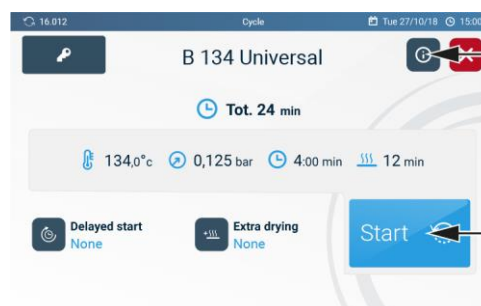 16.012 Cycle Tue 27/10/18 15:00
B 134 Universal
Tot. 24 min
134,0°c 0,125 bar 4:00 min 12 min
Delayed start
None
Extra drying
None
Start